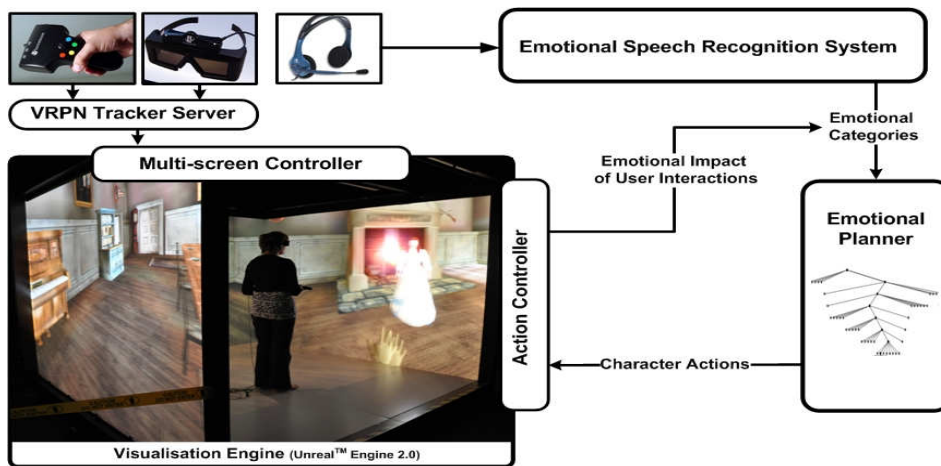 Emotional Speech Recognition System
VRPN Tracker Server
Emotional
Categories
Multi-screen Controller
Emotional Impact
of User Interactions
Action Controller
Emotional
Planner
Character Actions
Visualisation Engine (Unreal™ Engine 2.0)